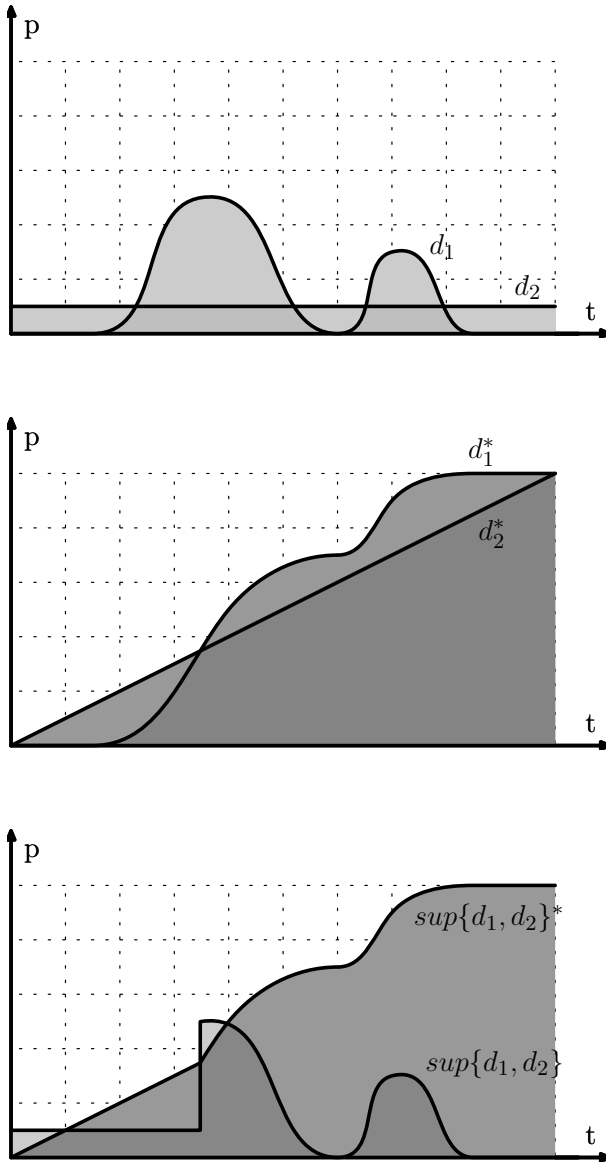 p
d₁
d₂
t
p
d₁*
d₂*
t
p
sup{d₁, d₂}*
sup{d₁, d₂}
t